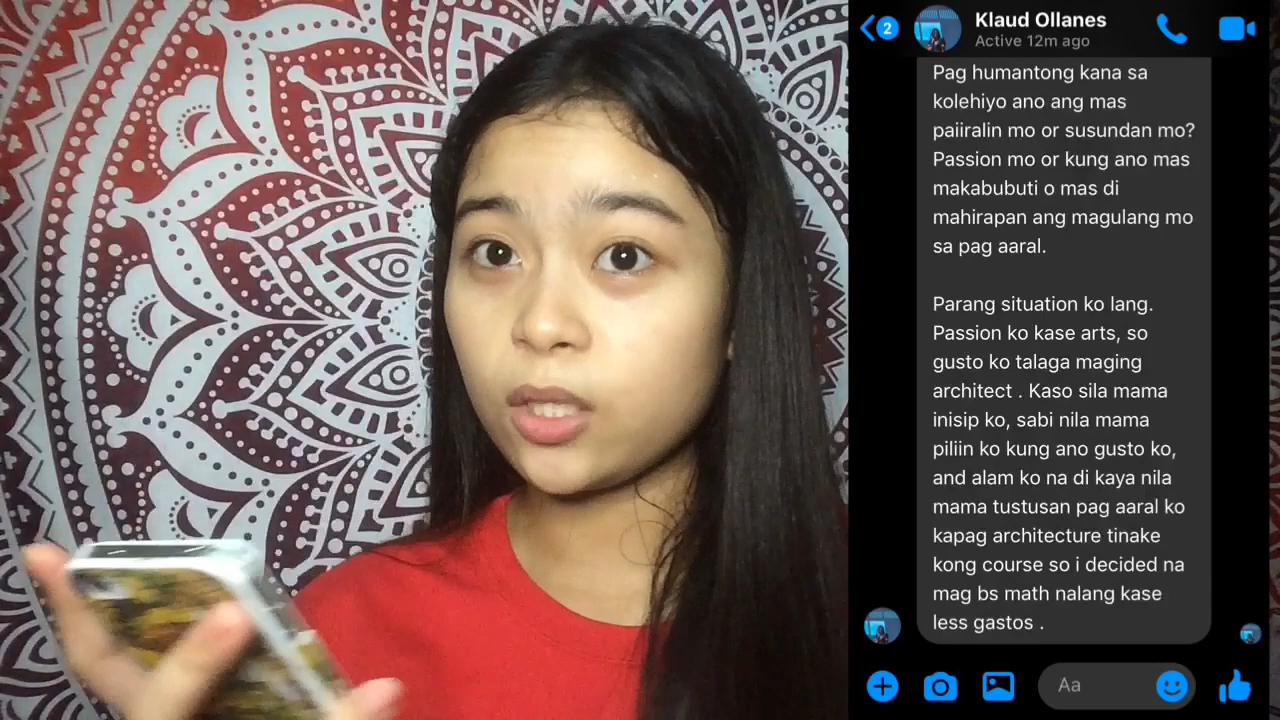 2
Klaud Ollanes
Active 12m ago
Pag humantong kana sa
kolehiyo ano ang mas
paiiralin mo or susundan mo?
Passion mo or kung ano mas
makabubuti o mas di
mahirapan ang magulang mo
sa pag aaral.
Parang situation ko lang.
Passion ko kase arts, so
gusto ko talaga maging
architect . Kaso sila mama
inisip ko, sabi nila mama
piliin ko kung ano gusto ko,
and alam ko na di kaya nila
mama tustusan pag aaral ko
kapag architecture tinake
kong course so i decided na
mag bs math nalang kase
less gastos .
Aa